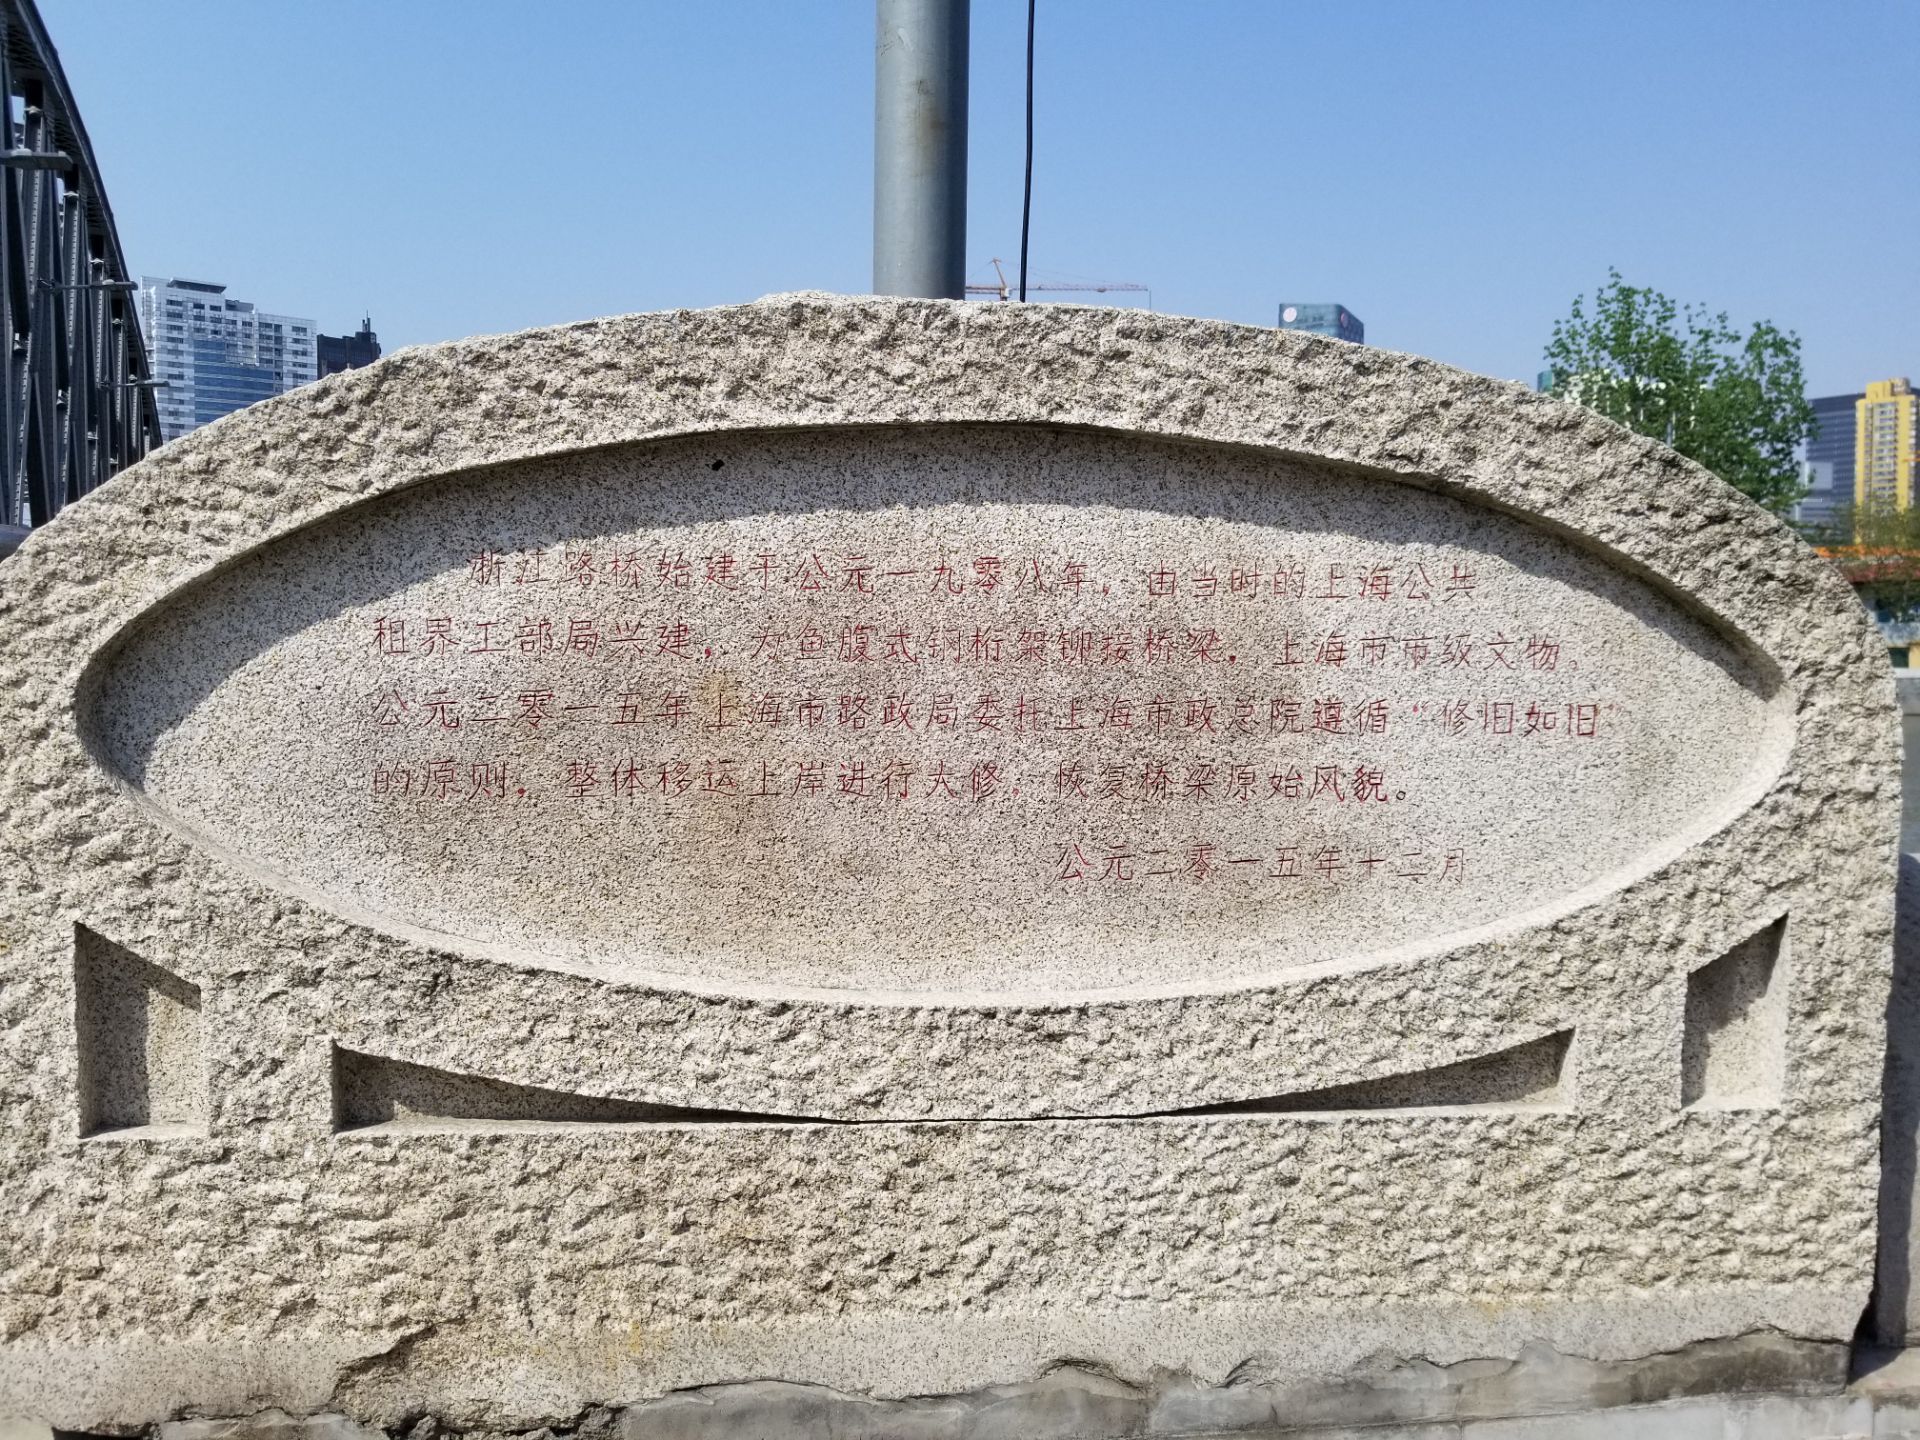 浙江路桥始建于公元一九零八年，由当时的上海公共
租界工部局兴建，为鱼腹式钢桁架铆接桥梁，上海市市级文物。
公元二零一五年上海市路政局委托上海市政总院遵循“修旧如旧”
的原则，整体移运上岸进行大修，恢复桥梁原始风貌。
公元二零一五年十二月